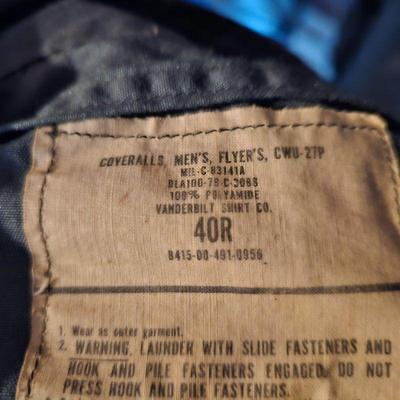 COVERALLS, MEN'S, FLYER'S, CWU-27P
MIL-C-83141A
DLA100-79-C-3066
100% POLYAMIDE
VANDERBILT SHIRT CO.
40R
8415-00-491-0956
1. Wear as outer garment.
2. WARNING. LAUNDER WITH SLIDE FASTENERS AND
HOOK AND PILE FASTENERS ENGAGED. DO NOT
PRESS HOOK AND PILE FASTENERS.